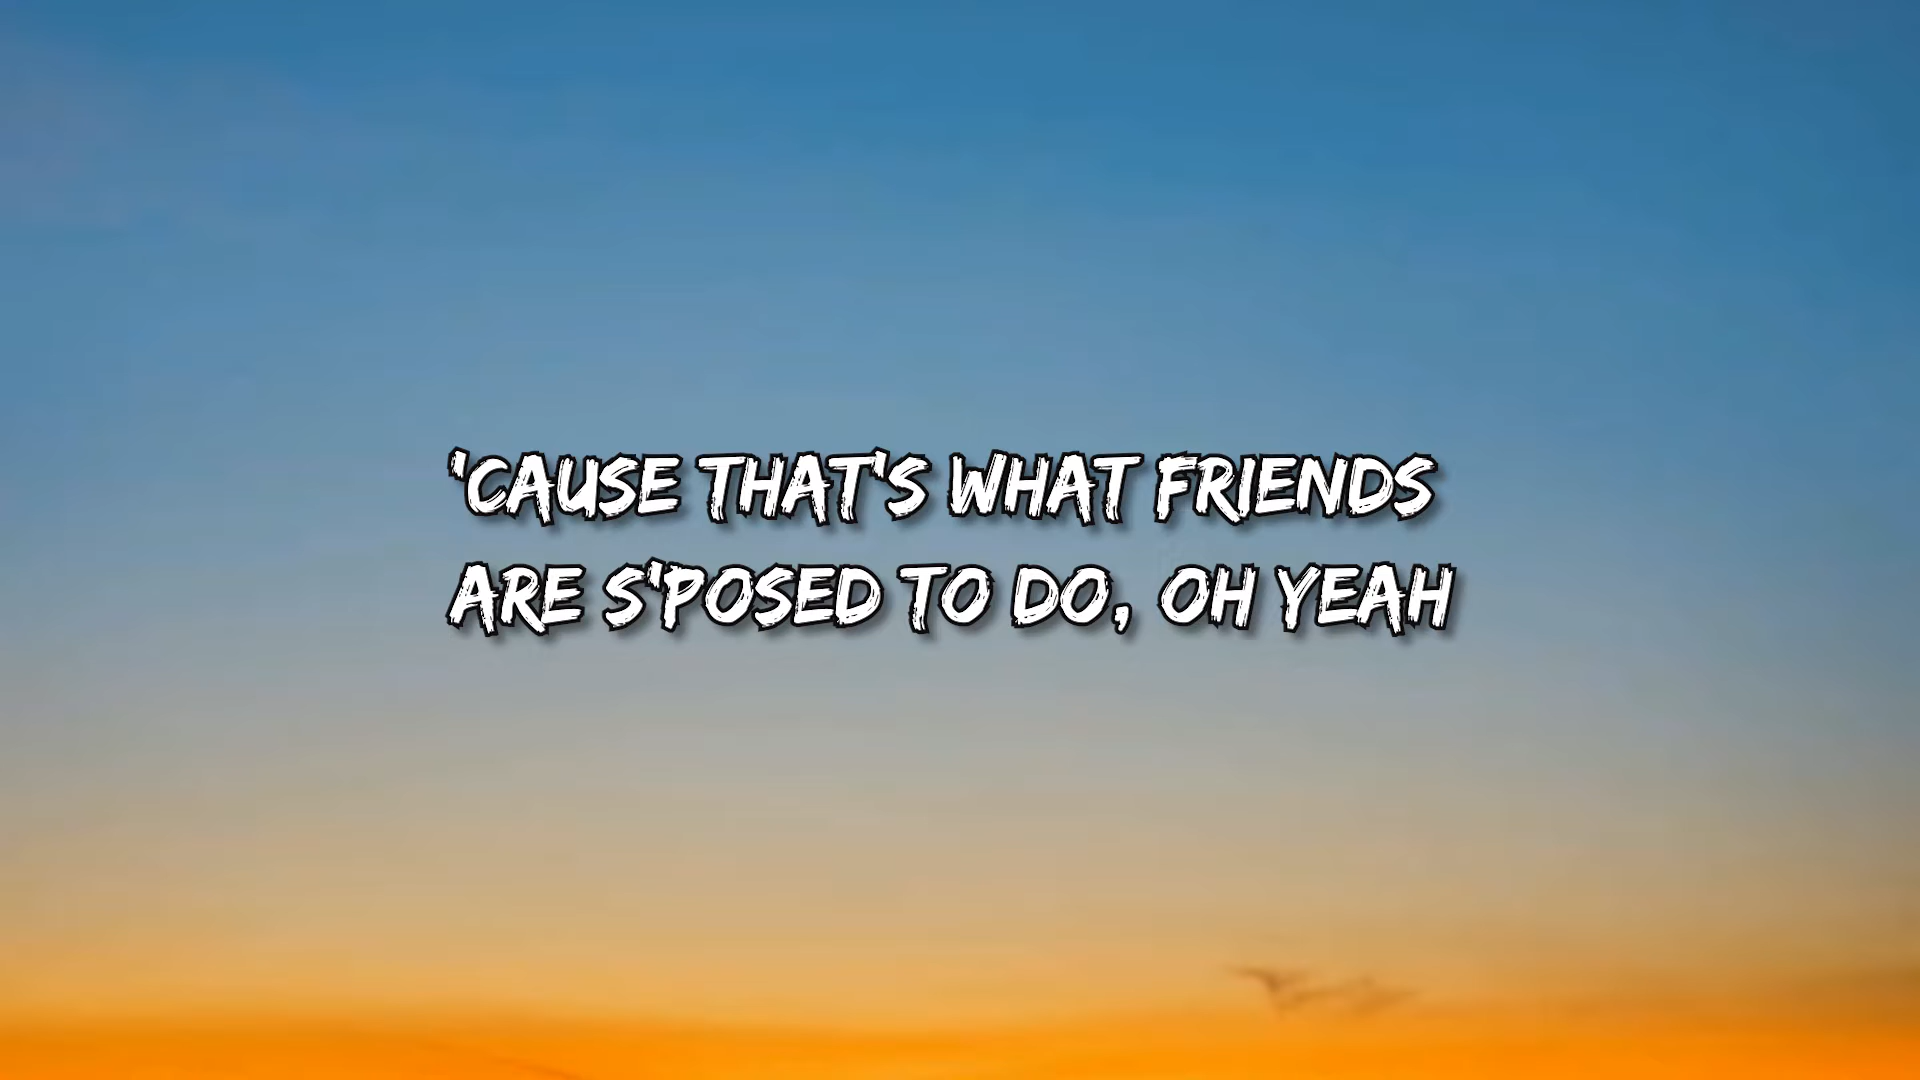 'CAUSE THAT'S WHAT FRIENDS
ARE S'POSED TO DO, OH YEAH